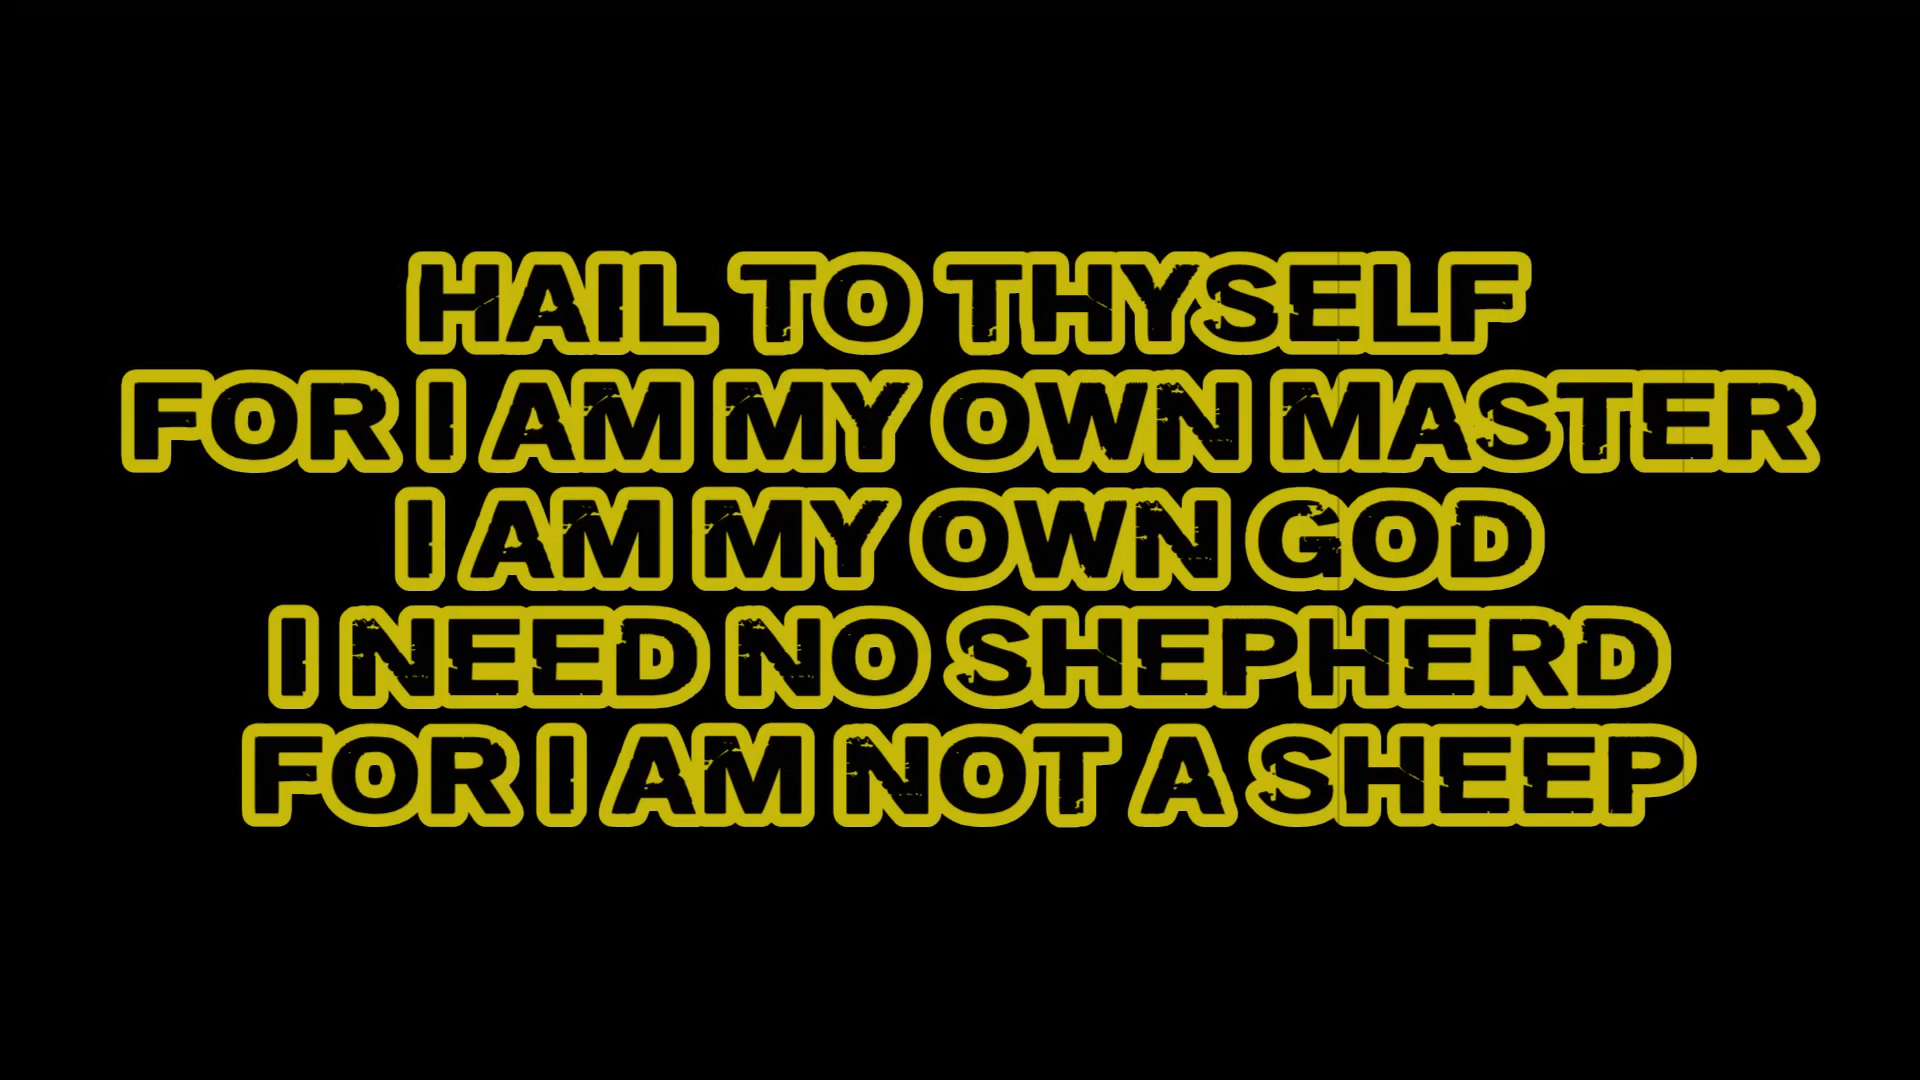 HAIL TO THYSELF
FOR I AM MY OWN MASTER
I AM MY OWN GOD
I NEED NO SHEPHERD
FOR I AM NOT A SHEEP